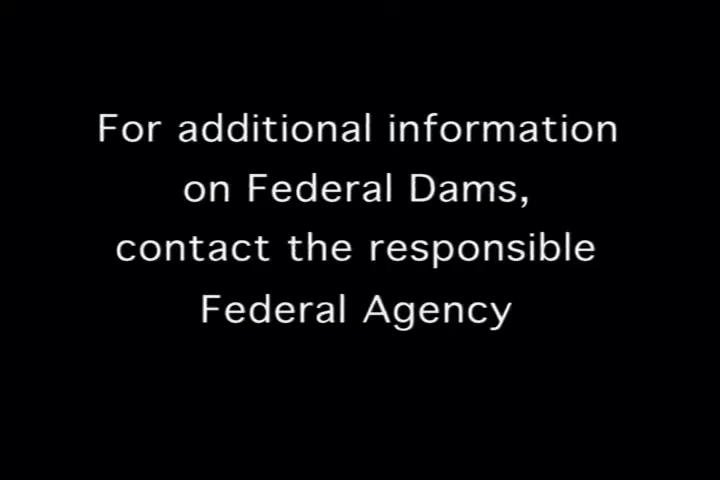 For additional information
on Federal Dams,
contact the responsible
Federal Agency